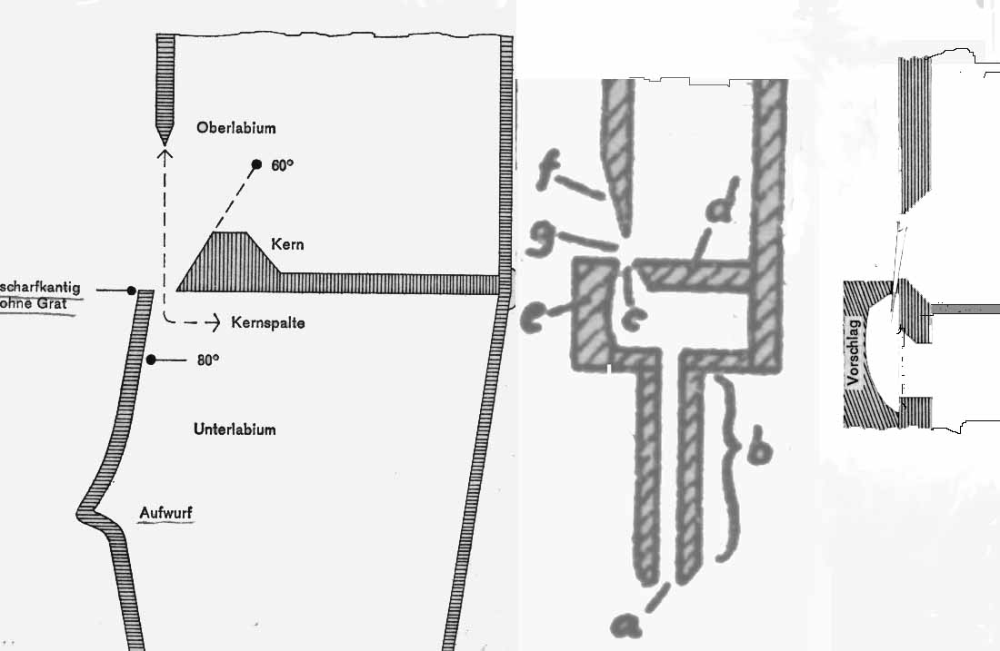 Oberlabium
60°
Kern
scharfkantig
ohne Grat
Kernspalte
80°
Unterlabium
Aufwurf
f
g
d
e
c
b
a
Vorschlag